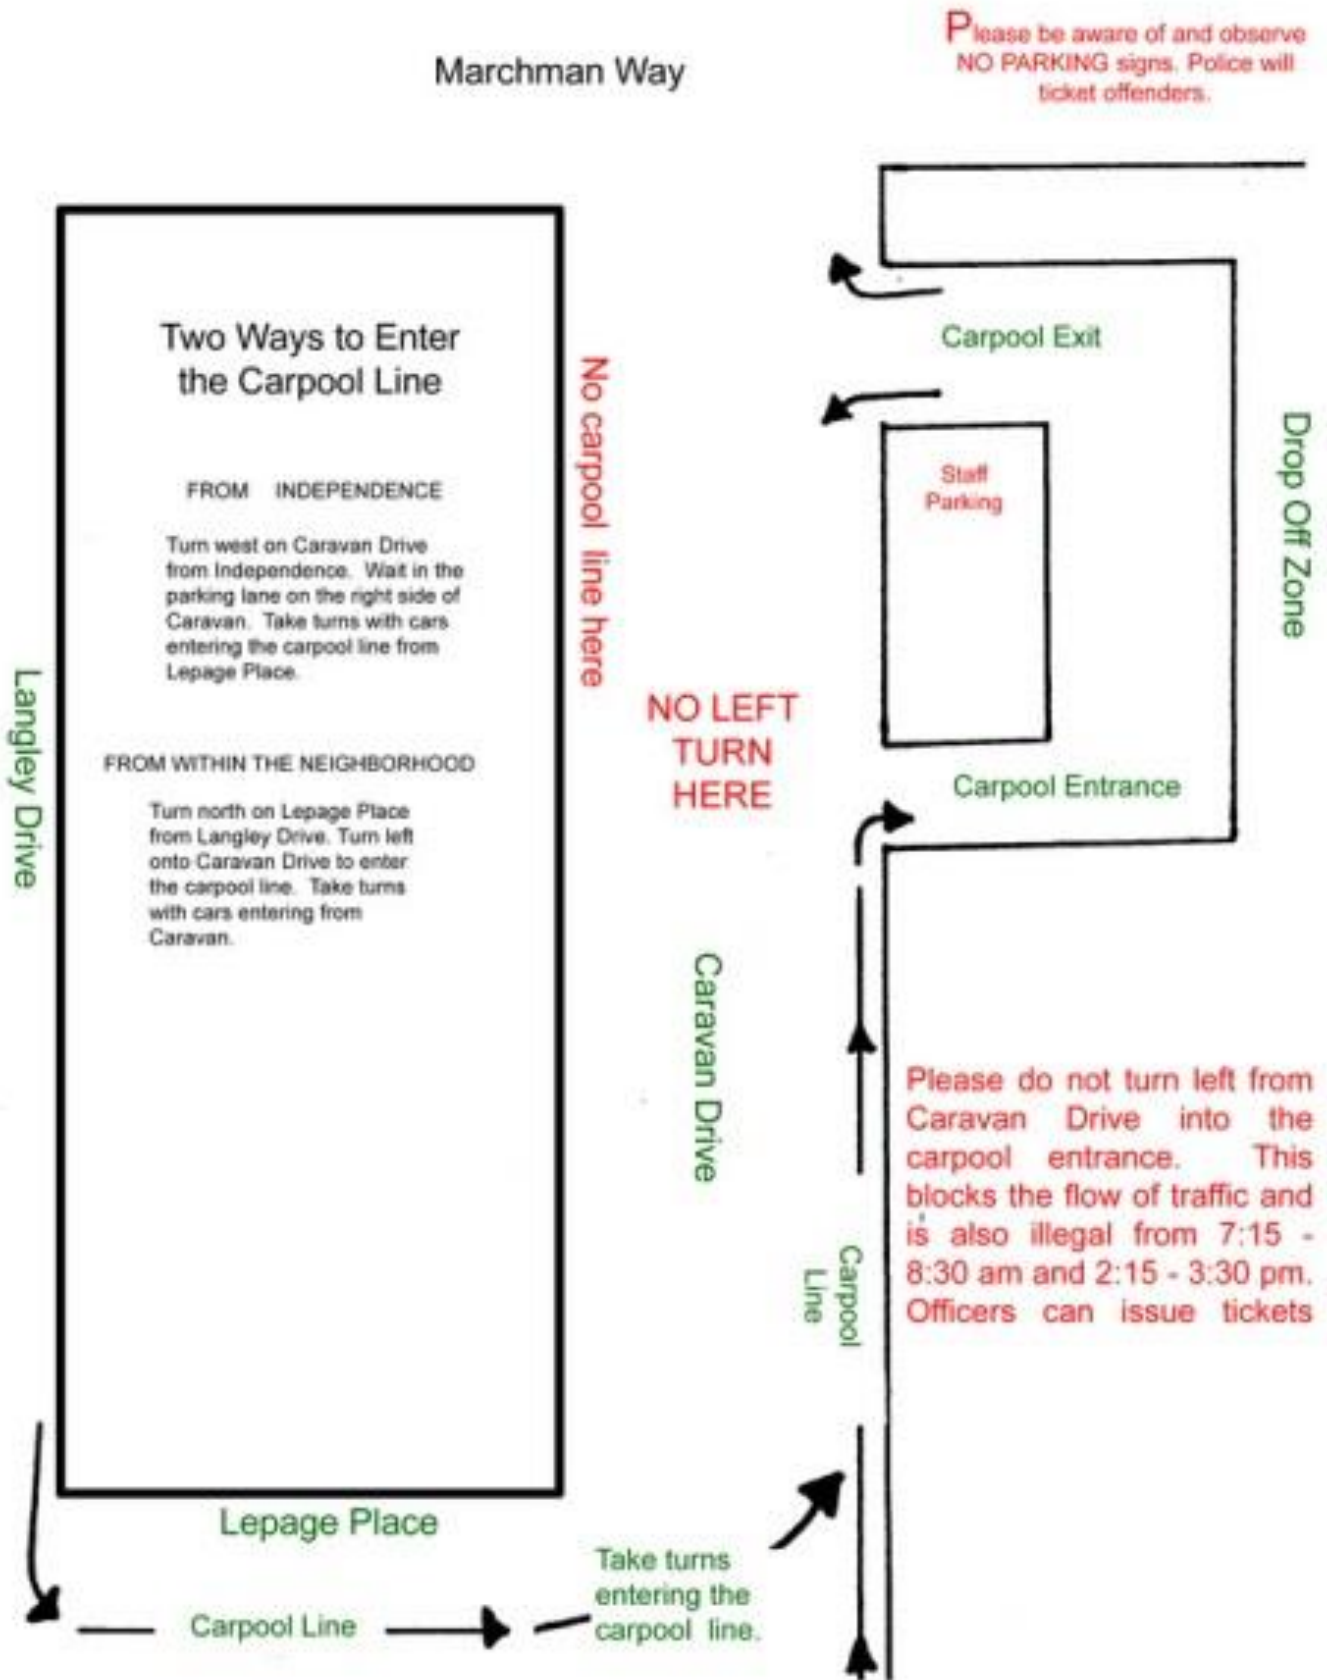 Marchman Way
Please be aware of and observe
NO PARKING signs. Police will
ticket offenders.
Two Ways to Enter
the Carpool Line
FROM INDEPENDENCE
Turn west on Caravan Drive
from Independence. Wait in the
parking lane on the right side of
Caravan. Take turns with cars
entering the carpool line from
Lepage Place.
FROM WITHIN THE NEIGHBORHOOD
Turn north on Lepage Place
from Langley Drive. Turn left
onto Caravan Drive to enter
the carpool line. Take turns
with cars entering from
Caravan.
Langley Drive
No carpool line here
NO LEFT
TURN
HERE
Caravan Drive
Carpool Exit
Staff
Parking
Drop Off Zone
Carpool Entrance
Please do not turn left from
Caravan Drive into the
carpool entrance. This
blocks the flow of traffic and
is also illegal from 7:15 -
8:30 am and 2:15 - 3:30 pm.
Officers can issue tickets
Carpool
Line
Lepage Place
Carpool Line
Take turns
entering the
carpool line.